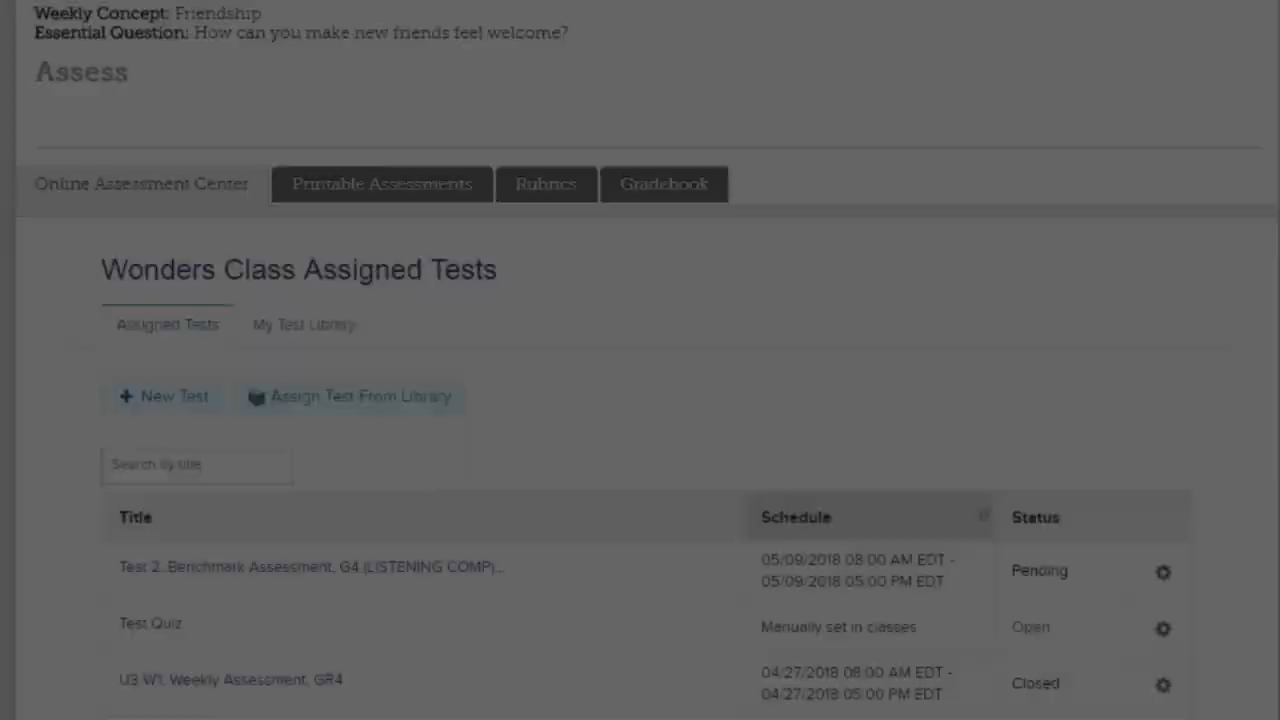 Weekly Concept: Friendship
Essential Question: How can you make new friends feel welcome?
Assess
Online Assessment Center
Printable Assessments
Rubrics
Gradebook
Wonders Class Assigned Tests
Assigned Tests
My Test Library
New Test
Assign Test From Library
Search by title
Title
Schedule
Status
Test 2. Benchmark Assessment, G4 (LISTENING COMP)...
05/09/2018 08:00 AM EDT -
05/09/2018 05:00 PM EDT
Pending
Test Quiz
Manually set in classes
Open
U3 W1: Weekly Assessment, GR4
04/27/2018 08:00 AM EDT -
04/27/2018 05:00 PM EDT
Closed